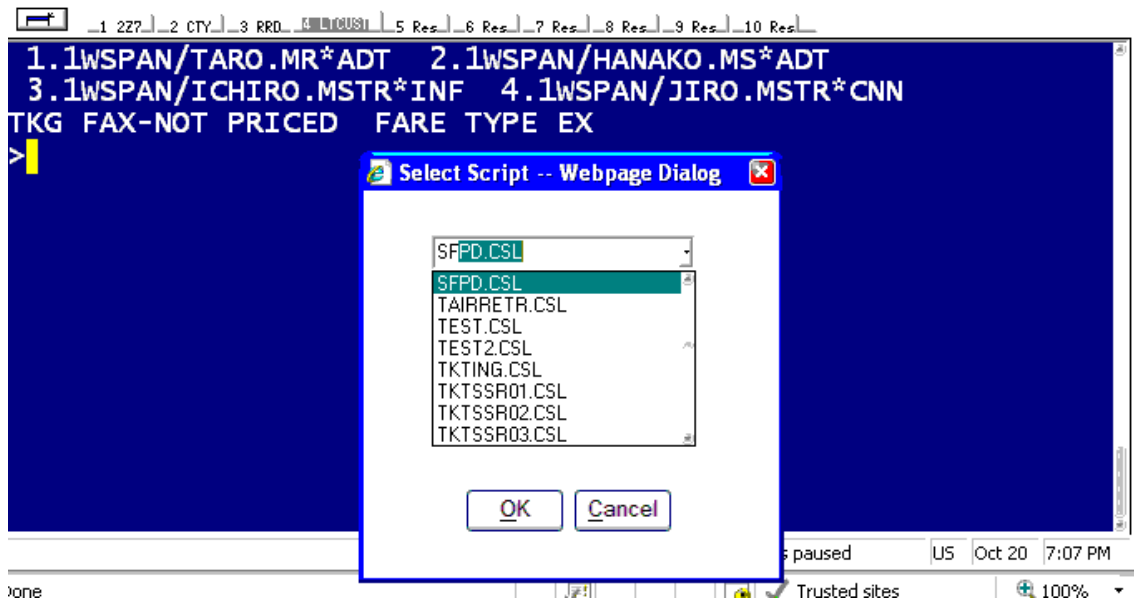 1 2Z7 2 CTY 3 RRD 4 LTCUST 5 Res 6 Res 7 Res 8 Res 9 Res 10 Res
1.1WSPAN/TARO.MR*ADT 2.1WSPAN/HANAKO.MS*ADT
3.1WSPAN/ICHIRO.MSTR*INF 4.1WSPAN/JIRO.MSTR*CNN
TKG FAX-NOT PRICED FARE TYPE EX
>
Select Script -- Webpage Dialog
SFPD.CSL
SFPD.CSL
TAIRRETR.CSL
TEST.CSL
TEST2.CSL
TKTING.CSL
TKTSSR01.CSL
TKTSSR02.CSL
TKTSSR03.CSL
OK Cancel
paused US Oct 20 7:07 PM
one Trusted sites 100%